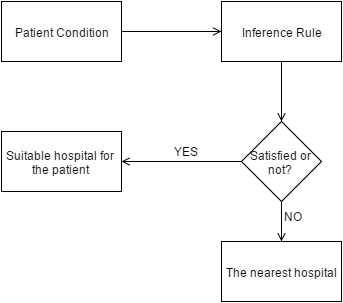 Patient Condition
Inference Rule
Satisfied or
not?
YES
Suitable hospital for
the patient
NO
The nearest hospital